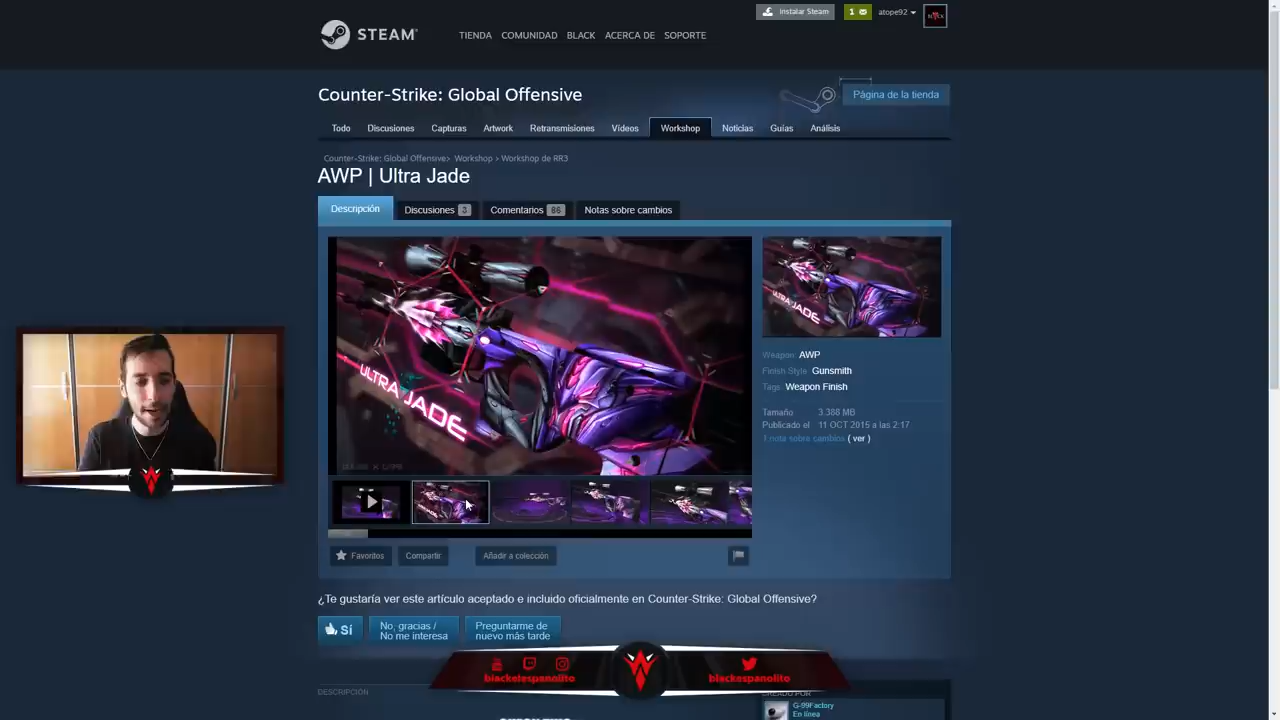 Instalar Steam
1
atope92
STEAM
TIENDA COMUNIDAD BLACK ACERCA DE SOPORTE
Counter-Strike: Global Offensive
Página de la tienda
Todo Discusiones Capturas Artwork Retransmisiones Vídeos Workshop Noticias Guías Análisis
Counter-Strike: Global Offensive> Workshop > Workshop de RR3
AWP | Ultra Jade
Descripción Discusiones 3 Comentarios 86 Notas sobre cambios
ULTRA JADE
ULTRA JADE
Weapon: AWP
Finish Style: Gunsmith
Tags: Weapon Finish
Tamaño 3.388 MB
Publicado el 11 OCT 2015 a las 2:17
1 nota sobre cambios ( ver )
Favoritos Compartir Añadir a colección
¿Te gustaría ver este artículo aceptado e incluido oficialmente en Counter-Strike: Global Offensive?
Sí
No, gracias /
No me interesa
Preguntarme de
nuevo más tarde
blackelespanolito
blackespanolito
DESCRIPCIÓN
CREADO POR
G-99Factory
En línea